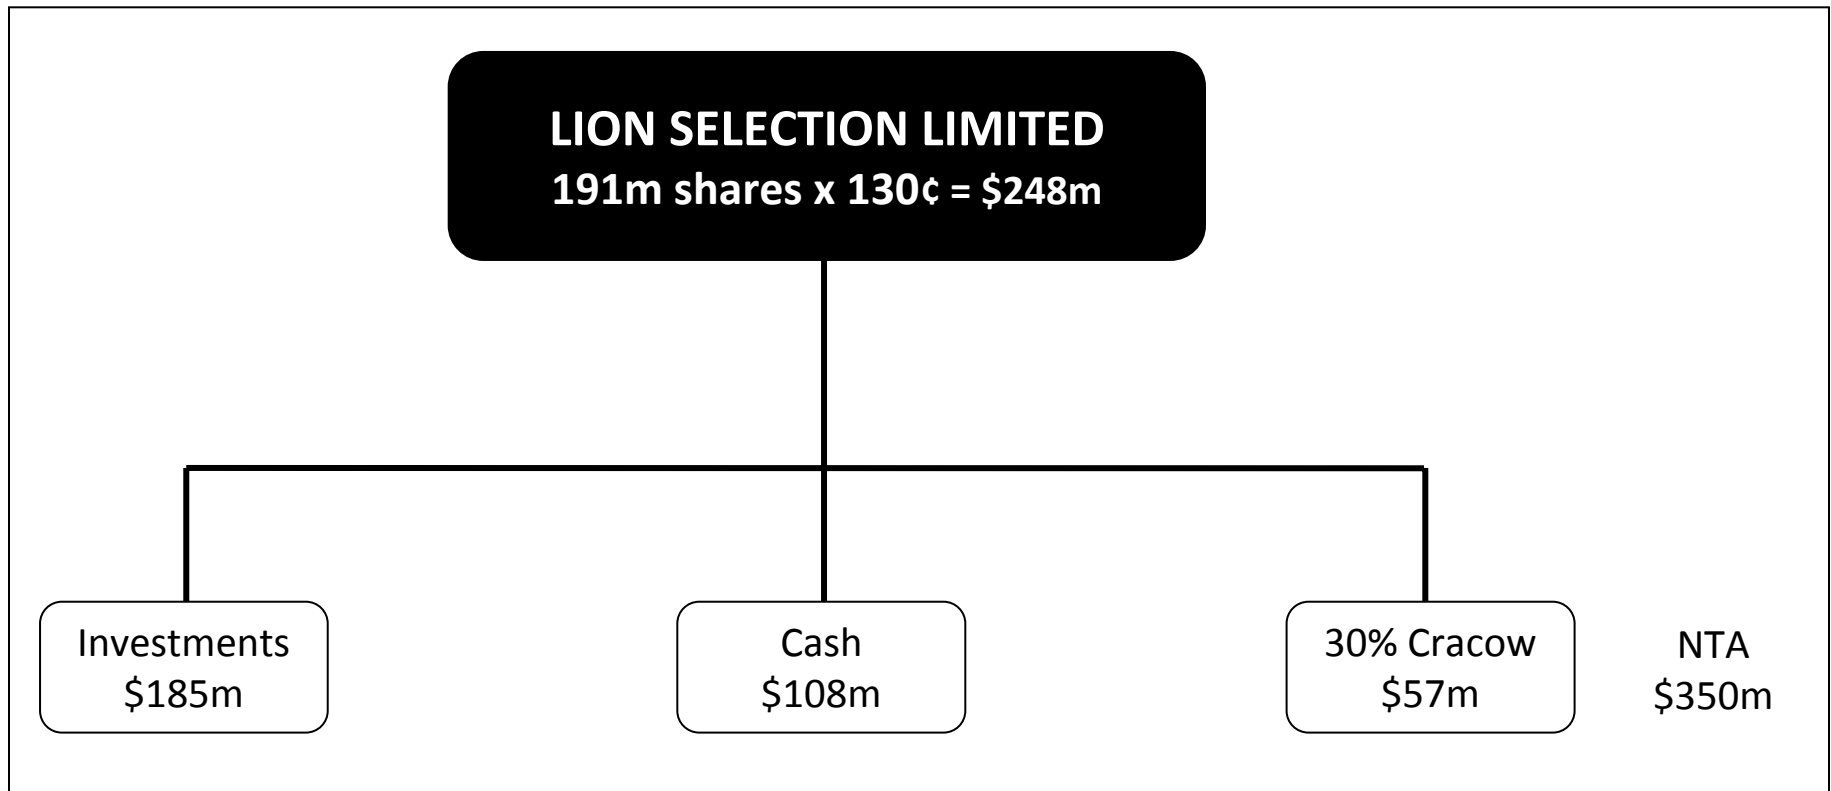 LION SELECTION LIMITED
191m shares x 130¢ = $248m
Investments
$185m
Cash
$108m
30% Cracow
$57m
NTA
$350m